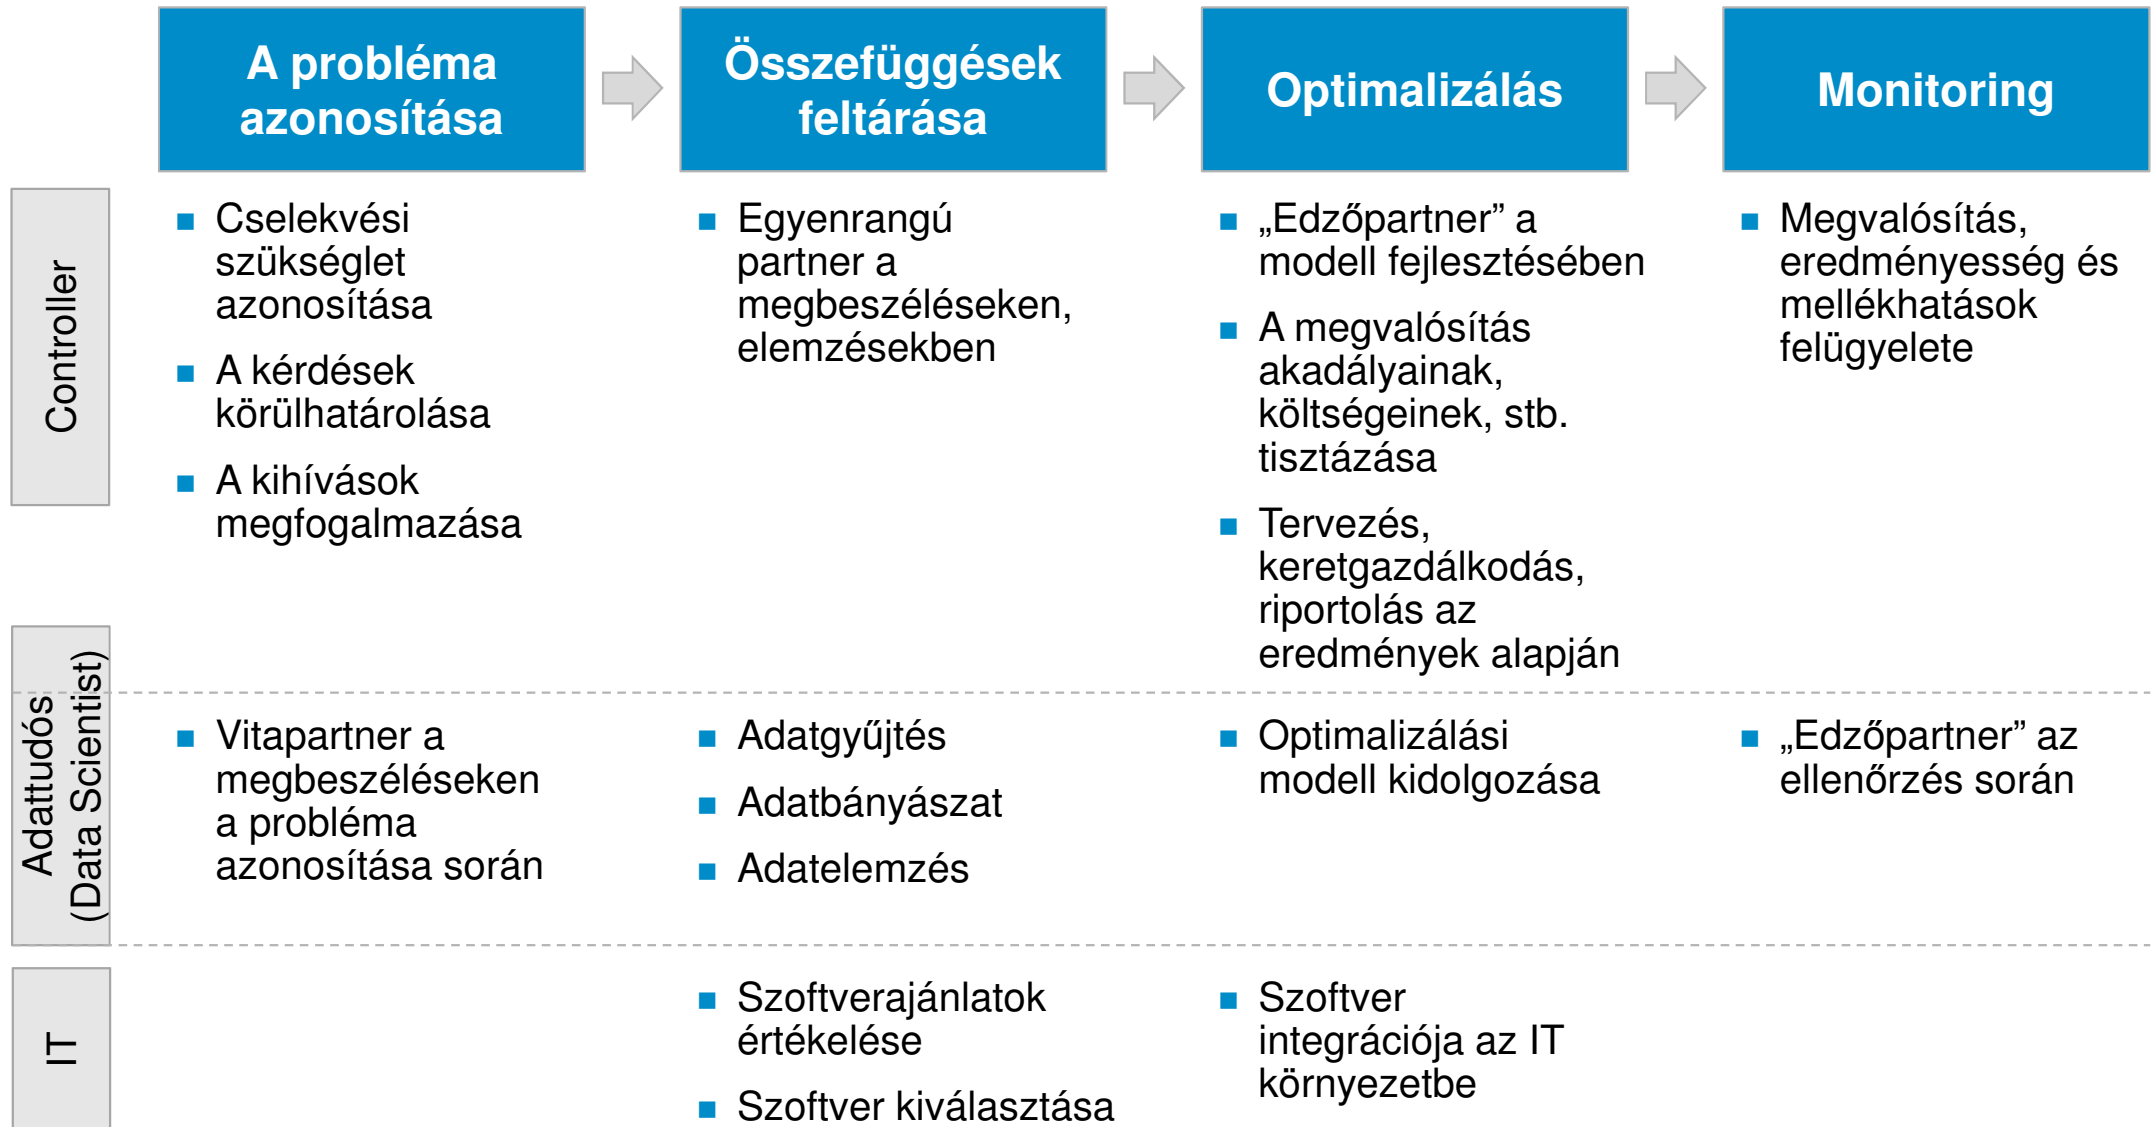 A probléma
azonosítása
Összefüggések
feltárása
Optimalizálás
Monitoring
Controller
Cselekvési
szükséglet
azonosítása
A kérdések
körülhatárolása
A kihívások
megfogalmazása
Egyenrangú
partner a
megbeszéléseken,
elemzésekben
„Edzőpartner” a
modell fejlesztésében
A megvalósítás
akadályainak,
költségeinek, stb.
tisztázása
Tervezés,
keretgazdálkodás,
riportolás az
eredmények alapján
Megvalósítás,
eredményesség és
mellékhatások
felügyelete
Adattudós
(Data Scientist)
Vitapartner a
megbeszéléseken
a probléma
azonosítása során
Adatgyűjtés
Adatbányászat
Adatelemzés
Optimalizálási
modell kidolgozása
„Edzőpartner” az
ellenőrzés során
IT
Szoftverajánlatok
értékelése
Szoftver kiválasztása
Szoftver
integrációja az IT
környezetbe